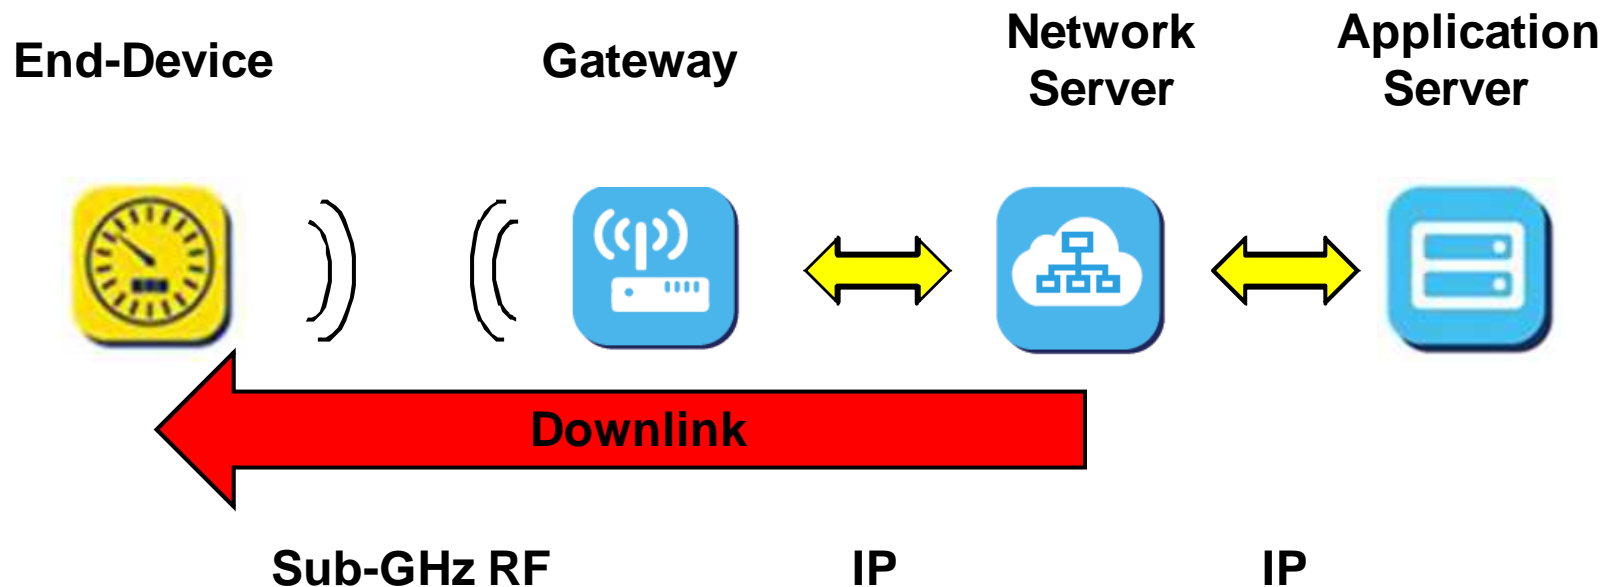 End-Device
Gateway
Network
Server
Application
Server
Downlink
Sub-GHz RF
IP
IP